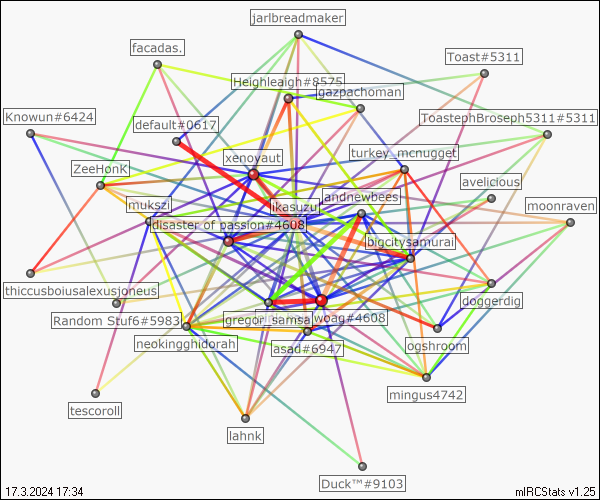 jarlbreadmaker
facadas.
Toast#5311
Heighleaigh#8575
gazpachoman
Knowun#6424
default#0617
ToastephBroseph5311#5311
xenovaut
turkey_mcnugget
ZeeHonK
avelicious
mukszi
likasuzu
andnewbees
moonraven
disaster of passion#4608
bigcitysamurai
thiccusboiusalexusjoneus
doggerdig
Random Stuf6#5983
gregor_samsa
woag#4608
neokingghidorah
asad#6947
ogshroom
mingus4742
tescoroll
lahnk
Duck™#9103
17.3.2024 17:34
mIRCStats v1.25